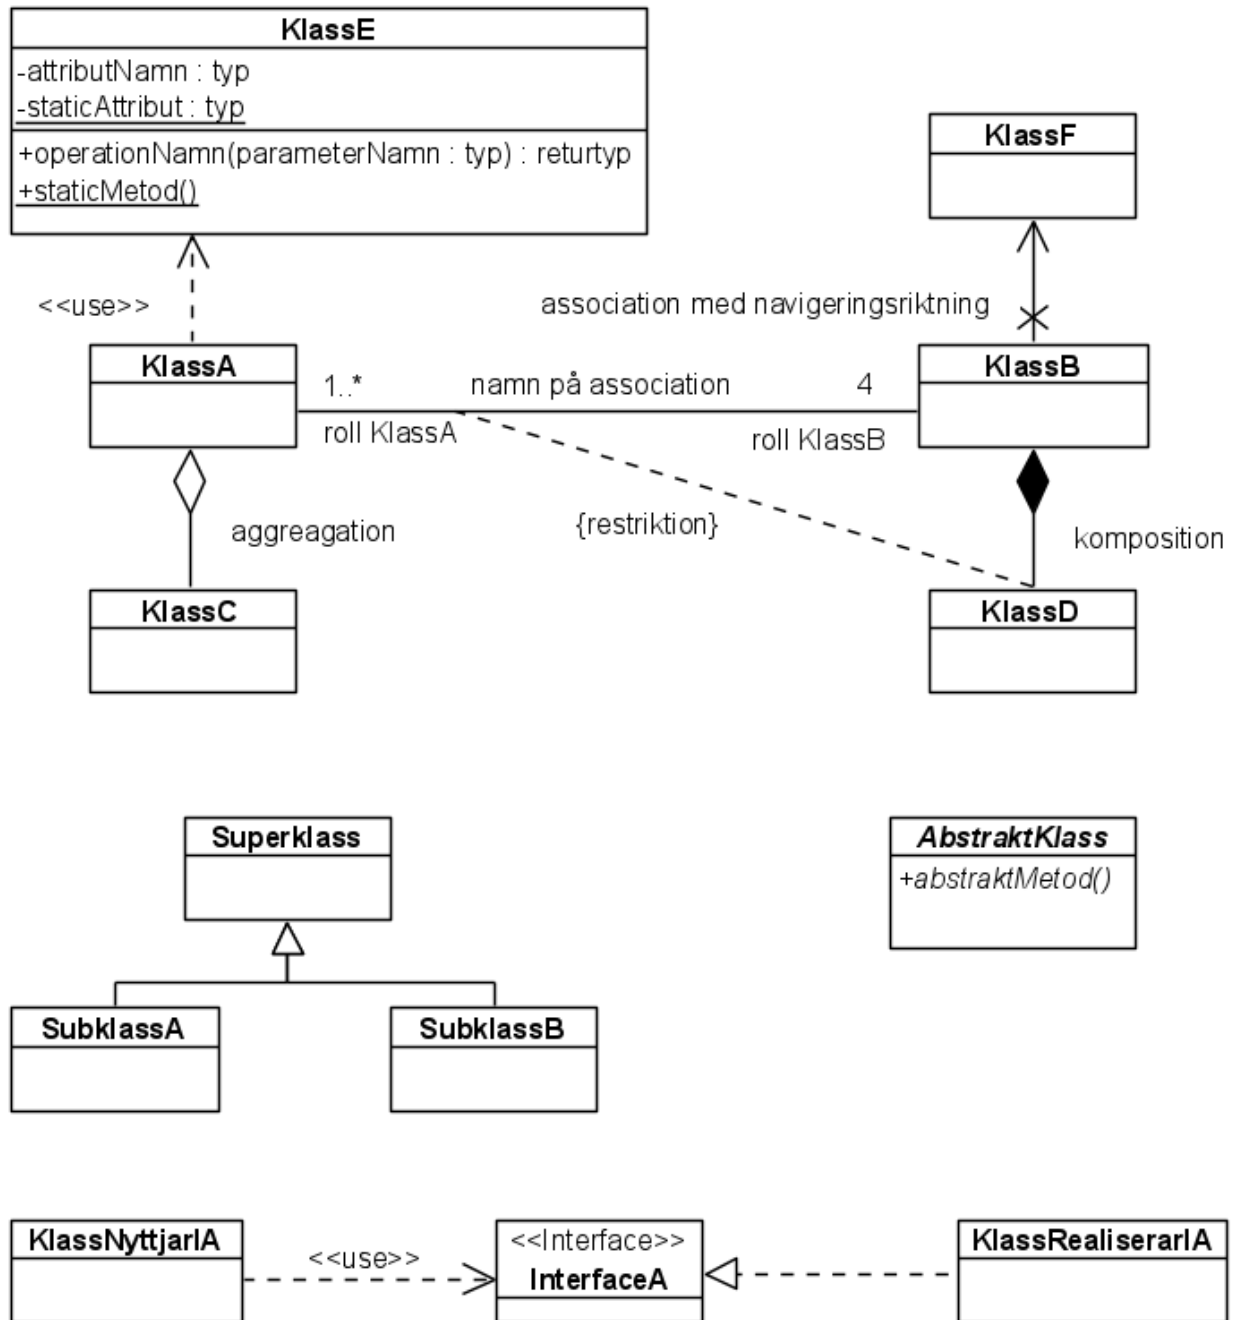 KlassE
-attributNamn : typ
-staticAttribut : typ
+operationNamn(parameterNamn : typ) : returtyp
+staticMetod()
KlassF
<<use>>
association med navigeringsriktning
KlassA
KlassB
1..*
namn på association
4
roll KlassA
roll KlassB
aggreagation
{restriktion}
komposition
KlassC
KlassD
Superklass
AbstraktKlass
+abstraktMetod()
SubklassA
SubklassB
KlassNyttjarIA
<<use>>
<<Interface>>
InterfaceA
KlassRealiserarIA